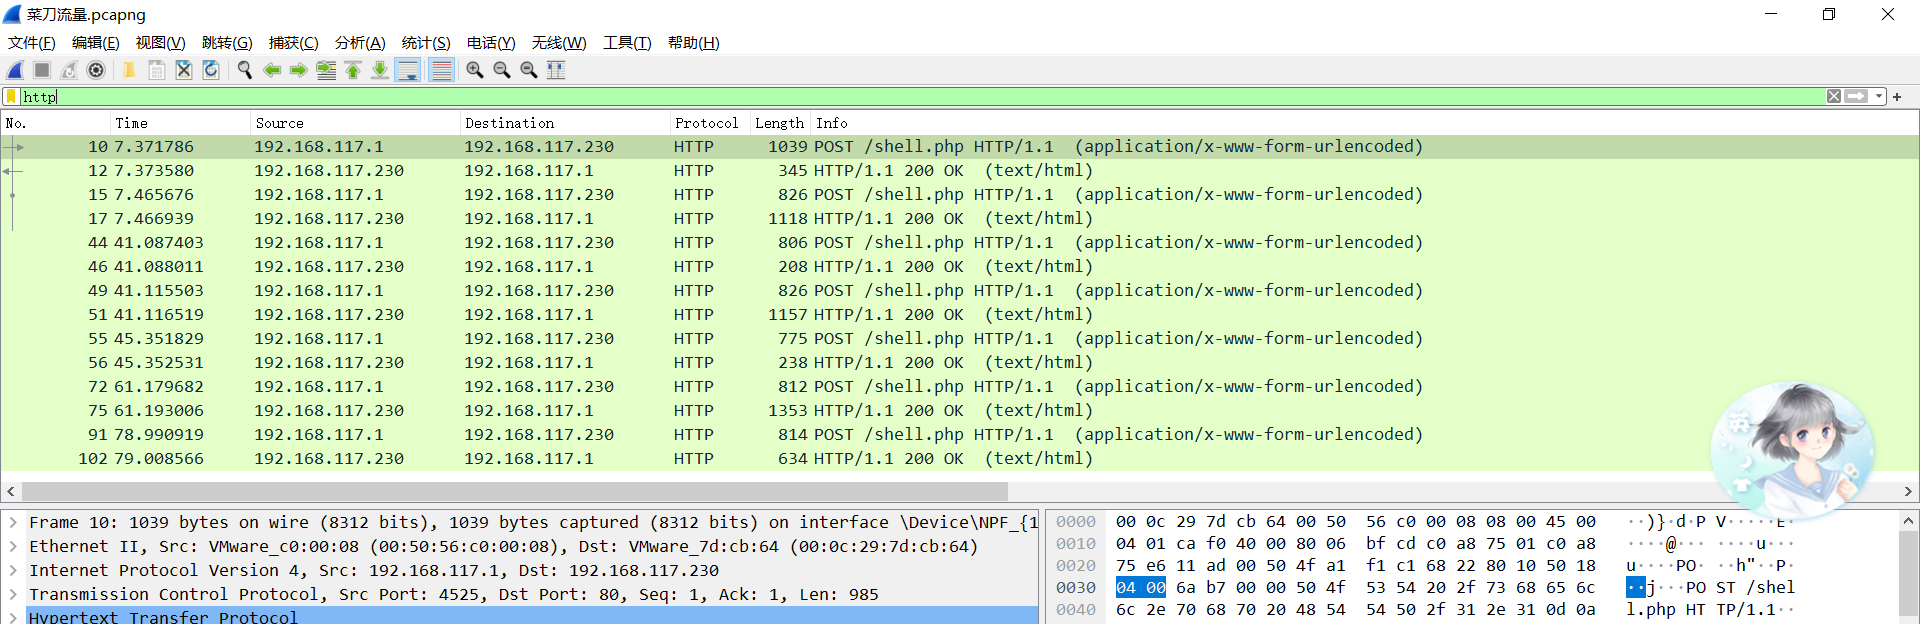 菜刀流量.pcapng
文件(F) 编辑(E) 视图(V) 跳转(G) 捕获(C) 分析(A) 统计(S) 电话(Y) 无线(W) 工具(T) 帮助(H)
http
No. Time Source Destination Protocol Length Info
10 7.371786 192.168.117.1 192.168.117.230 HTTP 1039 POST /shell.php HTTP/1.1 (application/x-www-form-urlencoded)
12 7.373580 192.168.117.230 192.168.117.1 HTTP 345 HTTP/1.1 200 OK (text/html)
15 7.465676 192.168.117.1 192.168.117.230 HTTP 826 POST /shell.php HTTP/1.1 (application/x-www-form-urlencoded)
17 7.466939 192.168.117.230 192.168.117.1 HTTP 1118 HTTP/1.1 200 OK (text/html)
44 41.087403 192.168.117.1 192.168.117.230 HTTP 806 POST /shell.php HTTP/1.1 (application/x-www-form-urlencoded)
46 41.088011 192.168.117.230 192.168.117.1 HTTP 208 HTTP/1.1 200 OK (text/html)
49 41.115503 192.168.117.1 192.168.117.230 HTTP 826 POST /shell.php HTTP/1.1 (application/x-www-form-urlencoded)
51 41.116519 192.168.117.230 192.168.117.1 HTTP 1157 HTTP/1.1 200 OK (text/html)
55 45.351829 192.168.117.1 192.168.117.230 HTTP 775 POST /shell.php HTTP/1.1 (application/x-www-form-urlencoded)
56 45.352531 192.168.117.230 192.168.117.1 HTTP 238 HTTP/1.1 200 OK (text/html)
72 61.179682 192.168.117.1 192.168.117.230 HTTP 812 POST /shell.php HTTP/1.1 (application/x-www-form-urlencoded)
75 61.193006 192.168.117.230 192.168.117.1 HTTP 1353 HTTP/1.1 200 OK (text/html)
91 78.990919 192.168.117.1 192.168.117.230 HTTP 814 POST /shell.php HTTP/1.1 (application/x-www-form-urlencoded)
102 79.008566 192.168.117.230 192.168.117.1 HTTP 634 HTTP/1.1 200 OK (text/html)
英
Frame 10: 1039 bytes on wire (8312 bits), 1039 bytes captured (8312 bits) on interface \Device\NPF_{1
Ethernet II, Src: VMware_c0:00:08 (00:50:56:c0:00:08), Dst: VMware_7d:cb:64 (00:0c:29:7d:cb:64)
Internet Protocol Version 4, Src: 192.168.117.1, Dst: 192.168.117.230
Transmission Control Protocol, Src Port: 4525, Dst Port: 80, Seq: 1, Ack: 1, Len: 985
Hypertext Transfer Protocol
0000 00 0c 29 7d cb 64 00 50 56 c0 00 08 08 00 45 00 ··)}·d·P V·····E·
0010 04 01 ca f0 40 00 80 06 bf cd c0 a8 75 01 c0 a8 ····@··· ····u···
0020 75 e6 11 ad 00 50 4f a1 f1 c1 68 22 80 10 50 18 u····PO· ··h"··P·
0030 04 00 6a b7 00 00 50 4f 53 54 20 2f 73 68 65 6c ··j···PO ST /shel
0040 6c 2e 70 68 70 20 48 54 54 50 2f 31 2e 31 0d 0a l.php HT TP/1.1··